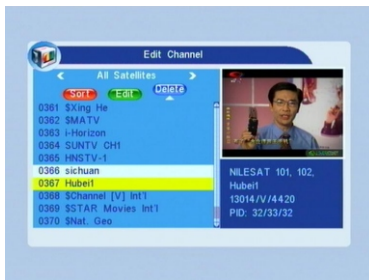 Edit Channel
All Satellites
Sort Edit Delete
0361 $Xing He
0362 $MATV
0363 i-Horizon
0364 SUNTV CH1
0365 HNSTV-1
0366 sichuan
0367 Hubei1
0368 $Channel [V] Int'l
0369 $STAR Movies Int'l
0370 $Nat. Geo
NILESAT 101, 102,
Hubei1
13014/V/4420
PID: 32/33/32